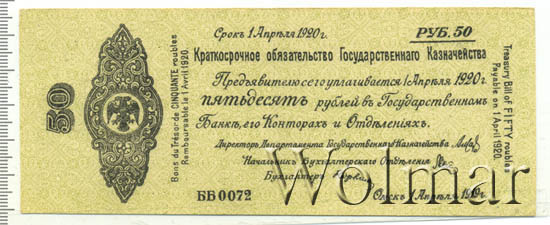 Срокъ 1 Апрѣля 1920 г.
РУБ. 50
Краткосрочное обязательство Государственнаго Казначейства
Предъявителю сего уплачивается 1 Апрѣля 1920 г.
пятьдесятъ рублей въ Государственномъ
Банкѣ, его Конторахъ и Отдѣленіяхъ.
Директоръ Департамента Государственнаго Казначейства
Начальникъ Бухгалтерскаго Отдѣленія
Бухгалтеръ
ББ 0072
Омскъ 1 Апрѣля 1919 г.
50
Bons du Trésor de CINQUANTE roubles
Remboursable le 1 Avril 1920.
Treasury Bill of FIFTY roubles
Payable on 1 April 1920.
Wolmar